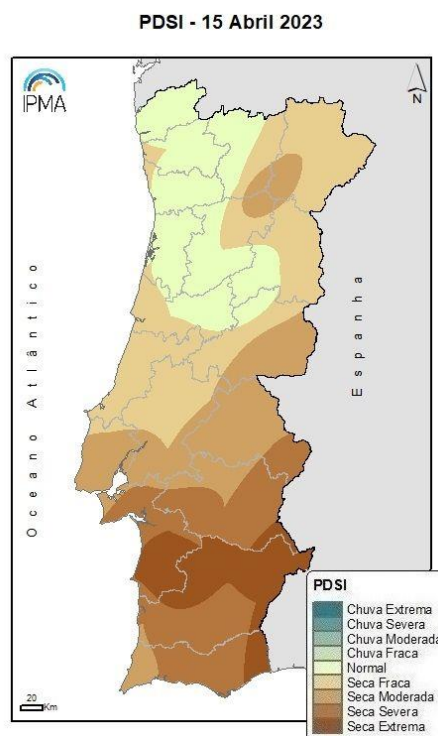 PDSI - 15 Abril 2023
IPMA
N
Oceano Atlântico
Espanha
PDSI
Chuva Extrema
Chuva Severa
Chuva Moderada
Chuva Fraca
Normal
Seca Fraca
Seca Moderada
Seca Severa
Seca Extrema
20
Km